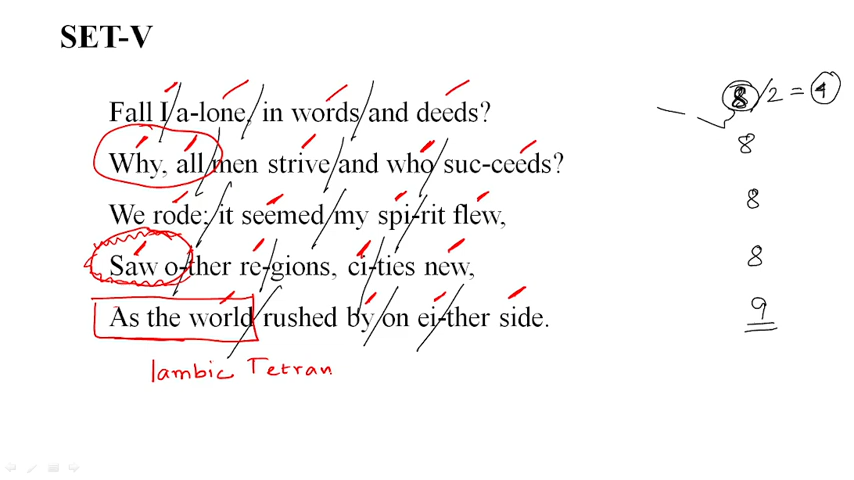 SET-V
Fall I a-lone, in words and deeds? 8/2 = 4
Why, all men strive and who suc-ceeds? 8
We rode; it seemed my spi-rit flew, 8
Saw o-ther re-gions, ci-ties new, 8
As the world rushed by on ei-ther side. 9
Iambic Tetran